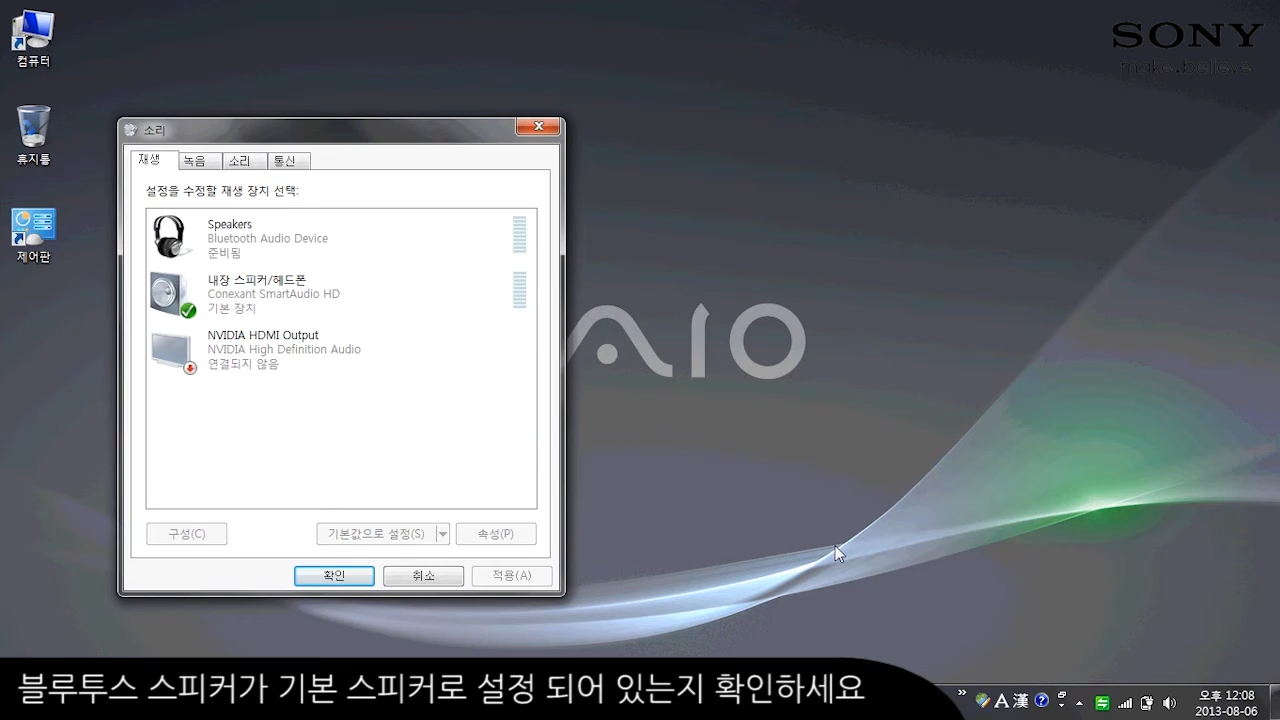 컴퓨터
휴지통
제어판
SONY
make.believe
VAIO
소리
재생 녹음 소리 통신
설정을 수정할 재생 장치 선택:
Speakers
Bluetooth Audio Device
준비됨
내장 스피커/헤드폰
Conexant SmartAudio HD
기본 장치
NVIDIA HDMI Output
NVIDIA High Definition Audio
연결되지 않음
구성(C) 기본값으로 설정(S) 속성(P)
확인 취소 적용(A)
블루투스 스피커가 기본 스피커로 설정 되어 있는지 확인하세요
A 漢
오후 12:08
2013-08-06